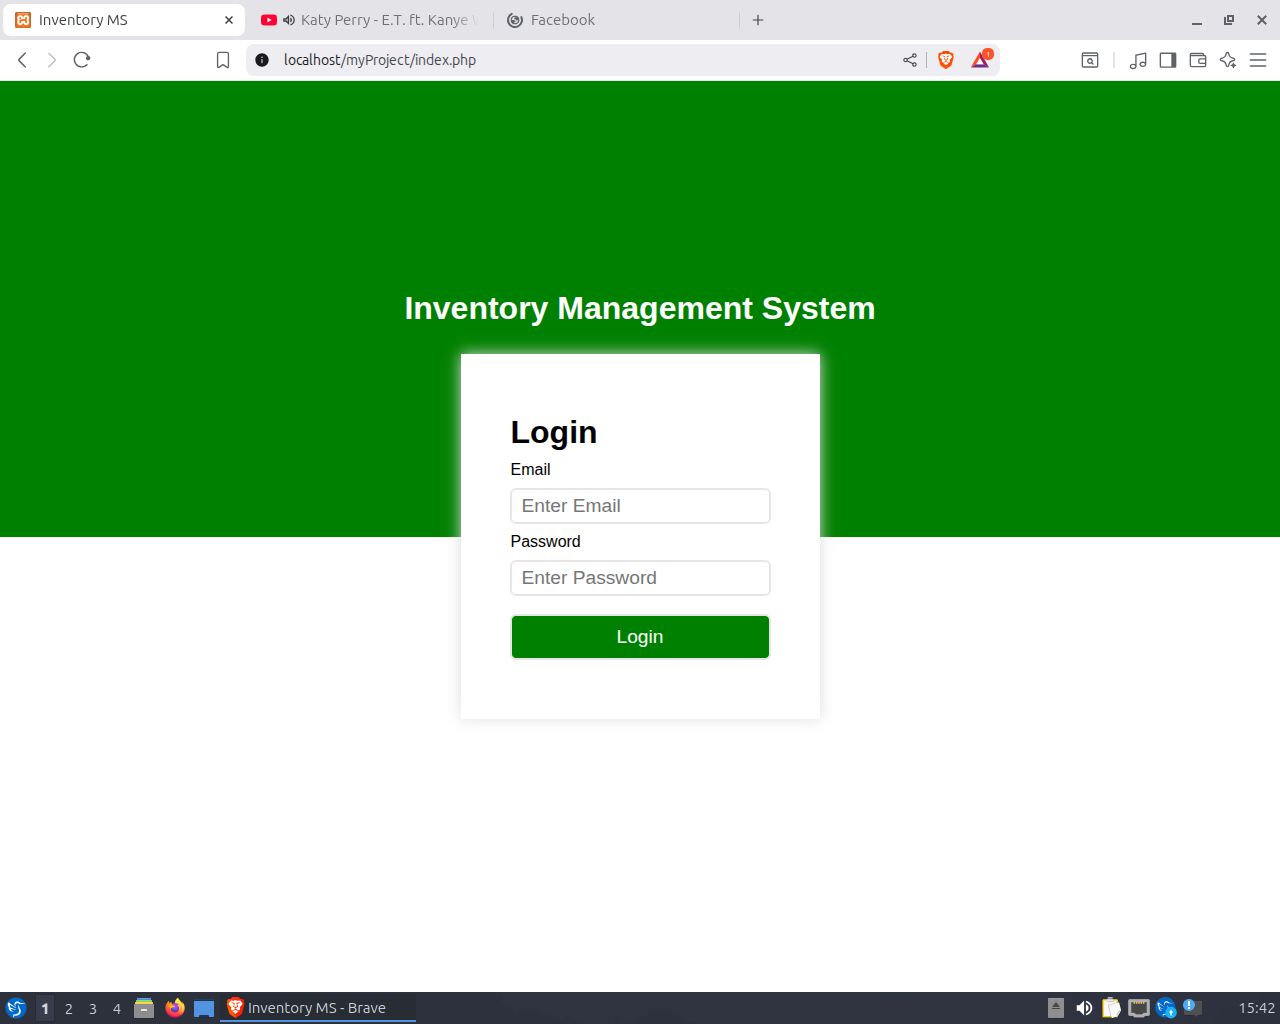 Inventory MS
Katy Perry - E.T. ft. Kanye
Facebook
localhost/myProject/index.php
1
Inventory Management System
Login
Email
Enter Email
Password
Enter Password
Login
1 2 3 4 Inventory MS - Brave 15:42